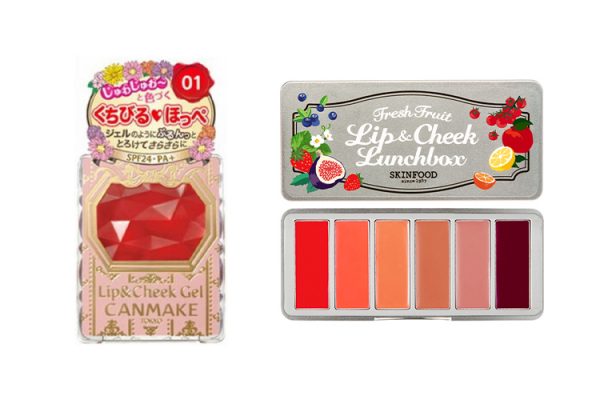 じゅわじゅわ〜
と色づく
01
くちびる♥ほっぺ
ジェルのようにぷるんっと
とろけてさらさらに
SPF24・PA+
Lip&Cheek Gel
CANMAKE
TOKYO
Fresh Fruit
Lip & Cheek
Lunchbox
SKINFOOD
since 1957